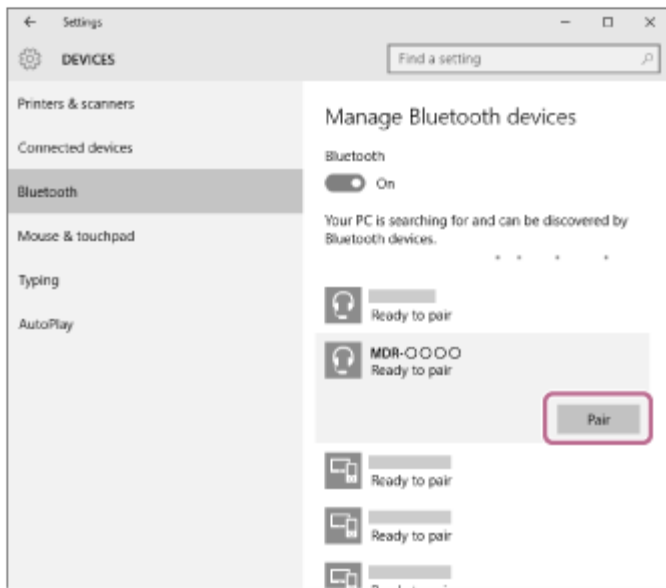 Settings
DEVICES
Find a setting
Printers & scanners
Connected devices
Bluetooth
Mouse & touchpad
Typing
AutoPlay
Manage Bluetooth devices
Bluetooth
On
Your PC is searching for and can be discovered by
Bluetooth devices.
Ready to pair
MDR-○○○○
Ready to pair
Pair
Ready to pair
Ready to pair